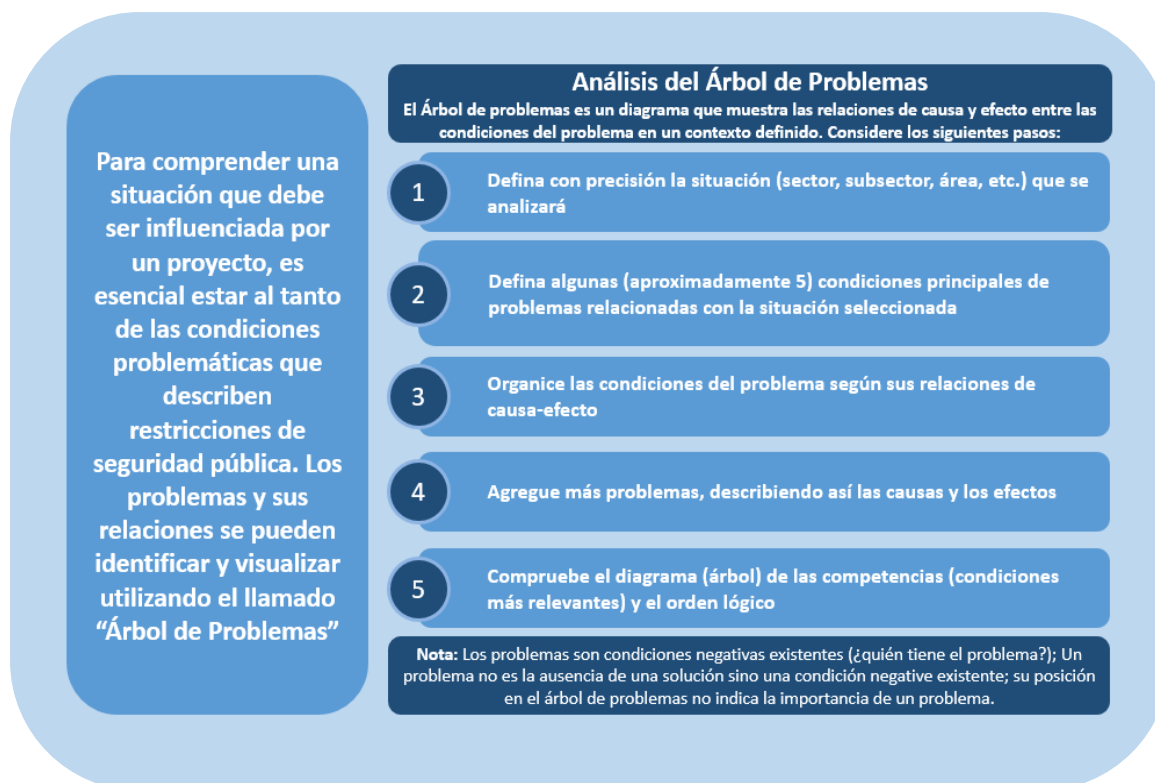 Para comprender una
situación que debe
ser influenciada por
un proyecto, es
esencial estar al tanto
de las condiciones
problemáticas que
describen
restricciones de
seguridad pública. Los
problemas y sus
relaciones se pueden
identificar y visualizar
utilizando el llamado
“Árbol de Problemas”
Análisis del Árbol de Problemas
El Árbol de problemas es un diagrama que muestra las relaciones de causa y efecto entre las
condiciones del problema en un contexto definido. Considere los siguientes pasos:
1
Defina con precisión la situación (sector, subsector, área, etc.) que se
analizará
2
Defina algunas (aproximadamente 5) condiciones principales de
problemas relacionadas con la situación seleccionada
3
Organice las condiciones del problema según sus relaciones de
causa-efecto
4
Agregue más problemas, describiendo así las causas y los efectos
5
Compruebe el diagrama (árbol) de las competencias (condiciones
más relevantes) y el orden lógico
Nota: Los problemas son condiciones negativas existentes (¿quién tiene el problema?); Un
problema no es la ausencia de una solución sino una condición negative existente; su posición
en el árbol de problemas no indica la importancia de un problema.